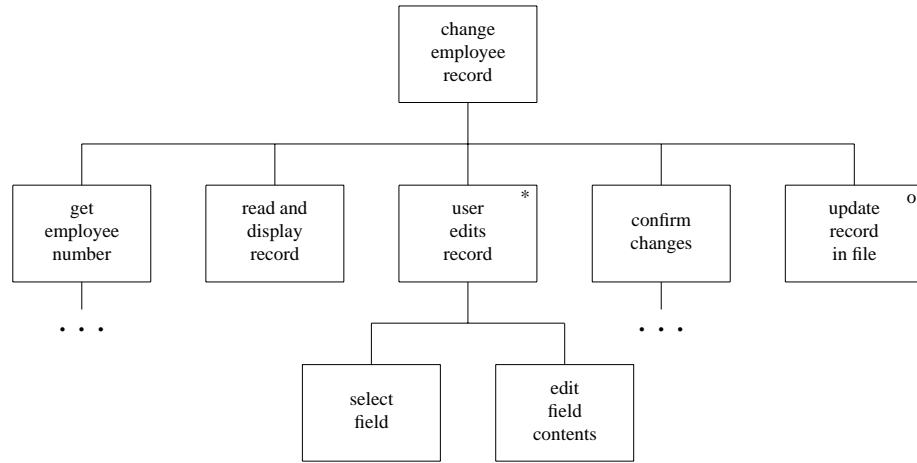 change
employee
record
get
employee
number
read and
display
record
*
user
edits
record
confirm
changes
o
update
record
in file
. . .
. . .
select
field
edit
field
contents